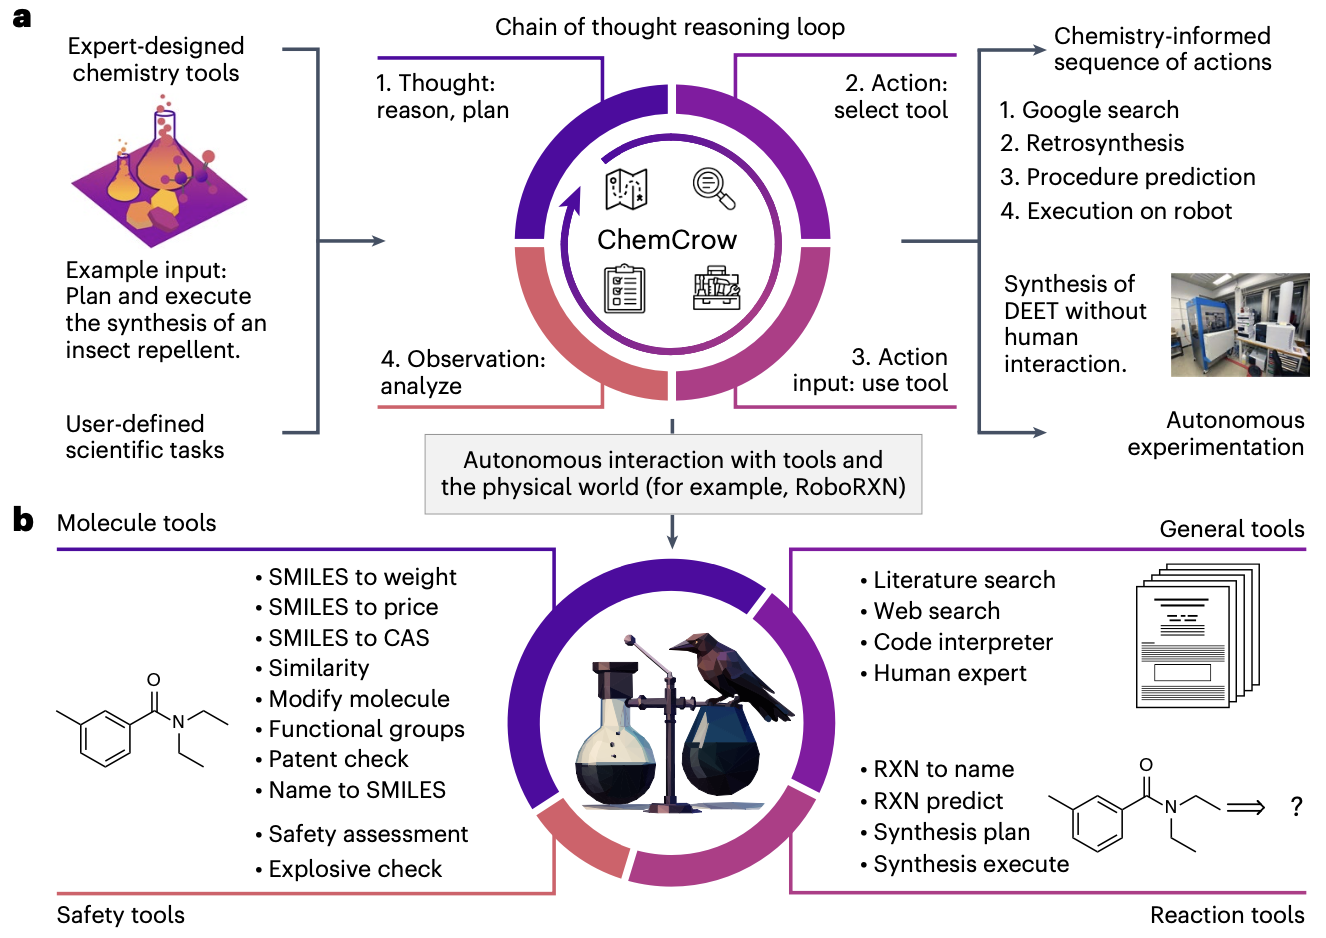 a
Expert-designed
chemistry tools
Example input:
Plan and execute
the synthesis of an
insect repellent.
User-defined
scientific tasks
Chain of thought reasoning loop
1. Thought:
reason, plan
2. Action:
select tool
ChemCrow
4. Observation:
analyze
3. Action
input: use tool
Chemistry-informed
sequence of actions
1. Google search
2. Retrosynthesis
3. Procedure prediction
4. Execution on robot
Synthesis of
DEET without
human
interaction.
Autonomous
experimentation
Autonomous interaction with tools and
the physical world (for example, RoboRXN)
b
Molecule tools
• SMILES to weight
• SMILES to price
• SMILES to CAS
• Similarity
• Modify molecule
• Functional groups
• Patent check
• Name to SMILES
O
N
• Safety assessment
• Explosive check
Safety tools
General tools
• Literature search
• Web search
• Code interpreter
• Human expert
• RXN to name
• RXN predict
• Synthesis plan
• Synthesis execute
O
N
?
Reaction tools